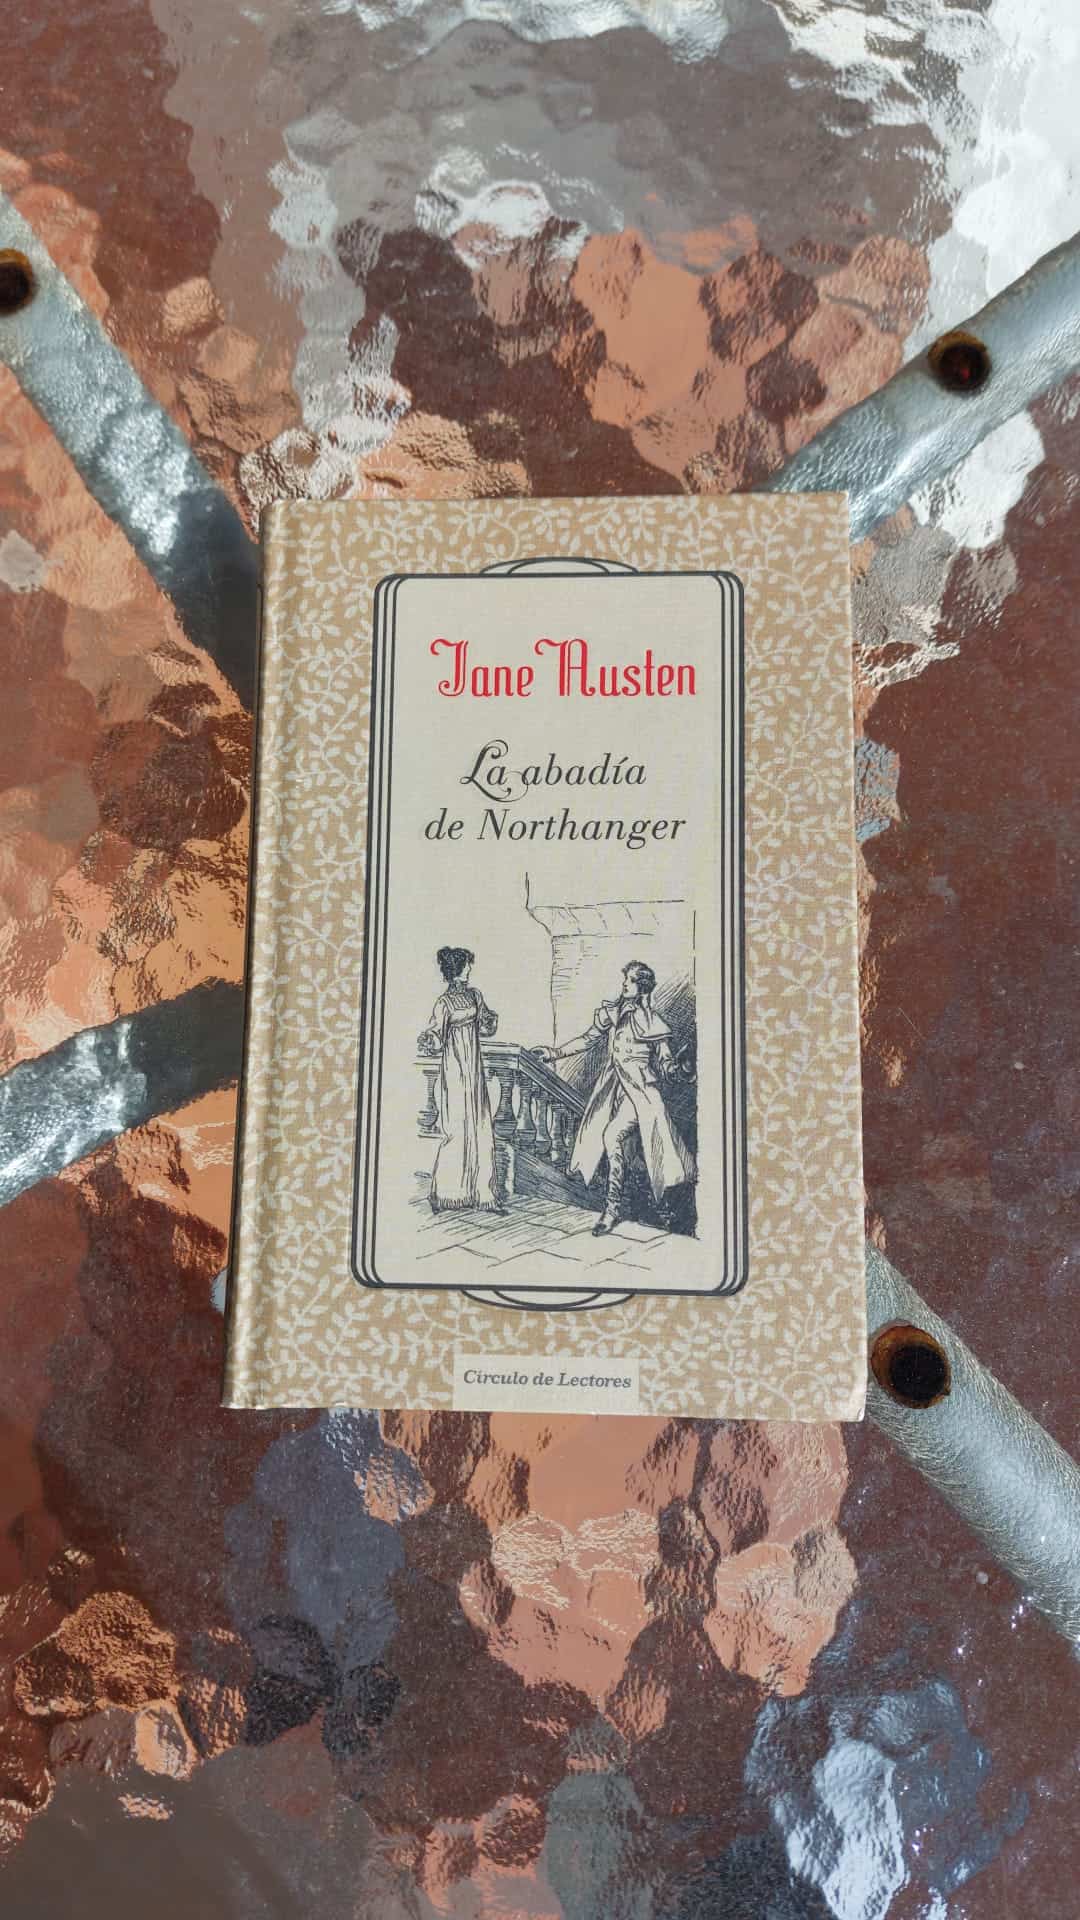 Jane Austen
La abadía
de Northanger
Círculo de Lectores